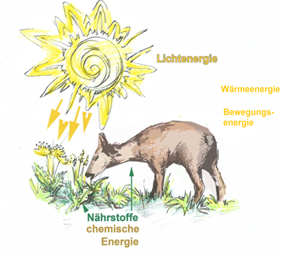 Lichtenergie
Wärmeenergie
Bewegungs-
energie
Nährstoffe
chemische
Energie